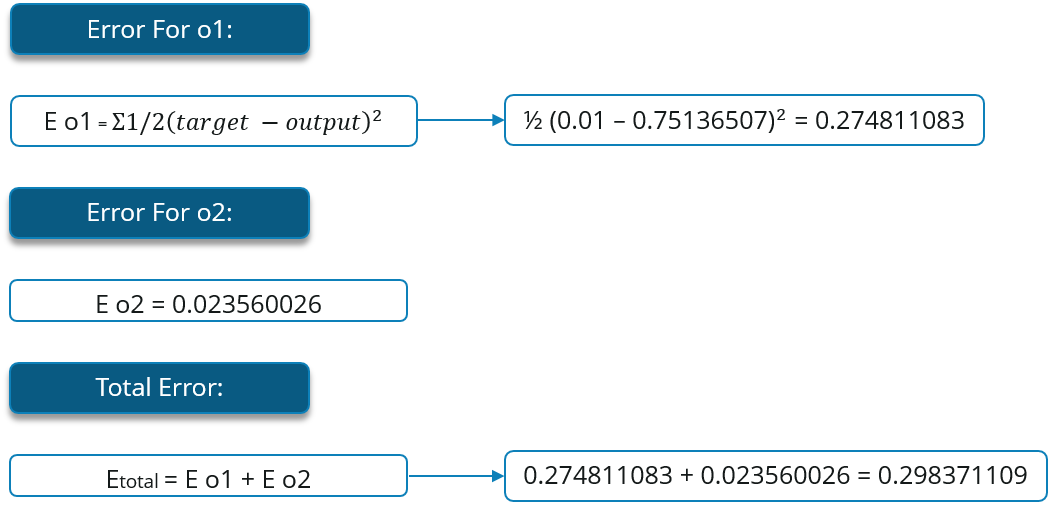 Error For o1:
E o1 = Σ1/2(target − output)²
½ (0.01 – 0.75136507)² = 0.274811083
Error For o2:
E o2 = 0.023560026
Total Error:
Etotal = E o1 + E o2
0.274811083 + 0.023560026 = 0.298371109